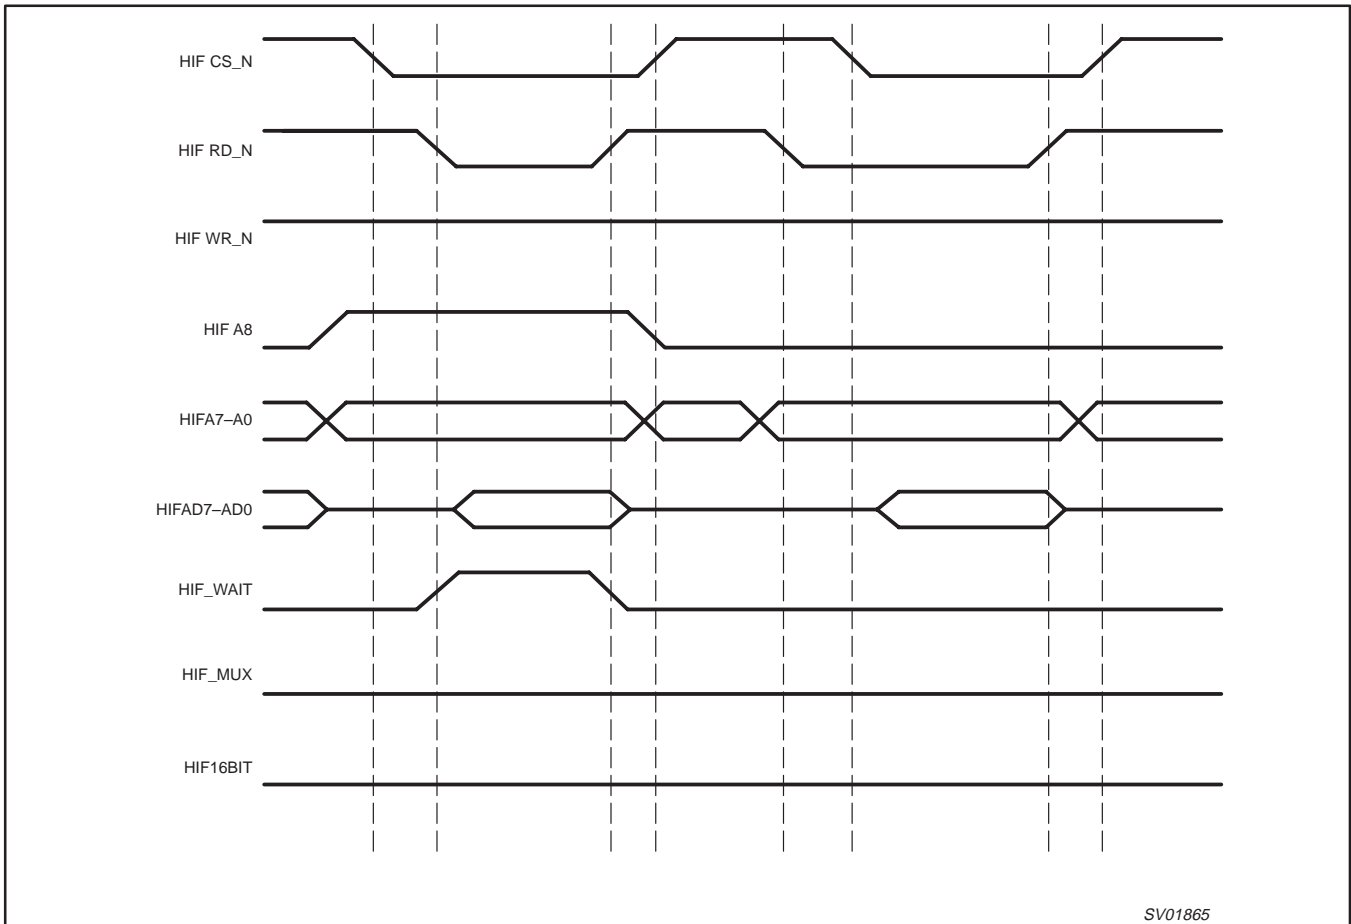 HIF CS_N
HIF RD_N
HIF WR_N
HIF A8
HIFA7–A0
HIFAD7–AD0
HIF_WAIT
HIF_MUX
HIF16BIT
SV01865